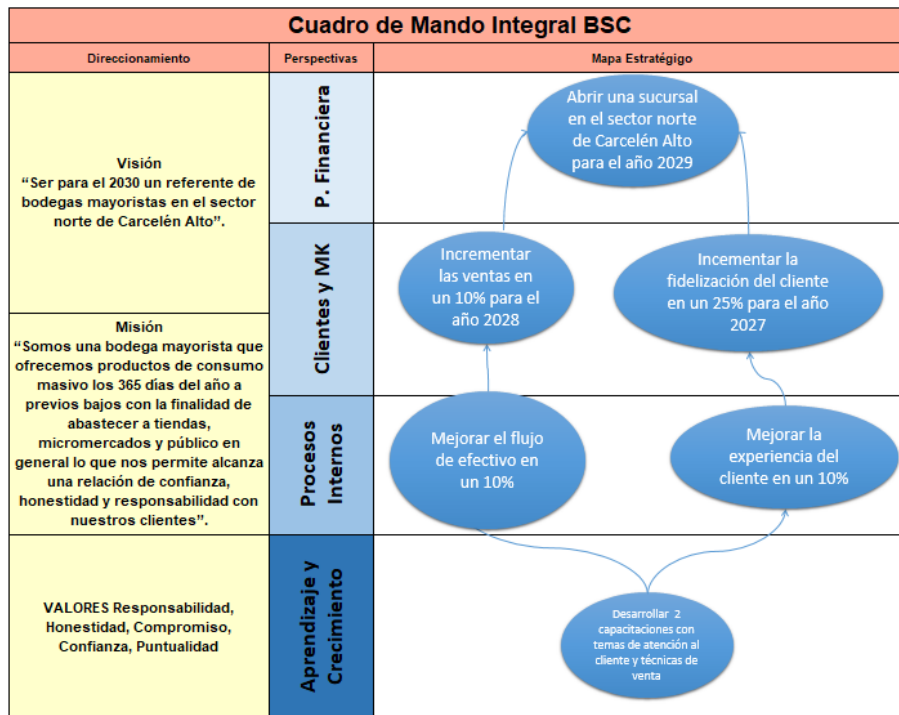 Cuadro de Mando Integral BSC
Direccionamiento
Perspectivas
Mapa Estratégigo
Visión
“Ser para el 2030 un referente de
bodegas mayoristas en el sector
norte de Carcelén Alto”.
P. Financiera
Abrir una sucursal
en el sector norte
de Carcelén Alto
para el año 2029
Clientes y MK
Incrementar
las ventas en
un 10% para el
año 2028
Incementar la
fidelización del cliente
en un 25% para el año
2027
Misión
“Somos una bodega mayorista que
ofrecemos productos de consumo
masivo los 365 días del año a
previos bajos con la finalidad de
abastecer a tiendas,
micromercados y público en
general lo que nos permite alcanza
una relación de confianza,
honestidad y responsabilidad con
nuestros clientes”.
Procesos
Internos
Mejorar el flujo
de efectivo en
un 10%
Mejorar la
experiencia del
cliente en un 10%
VALORES Responsabilidad,
Honestidad, Compromiso,
Confianza, Puntualidad
Aprendizaje y
Crecimiento
Desarrollar 2
capacitaciones con
temas de atención al
cliente y técnicas de
venta